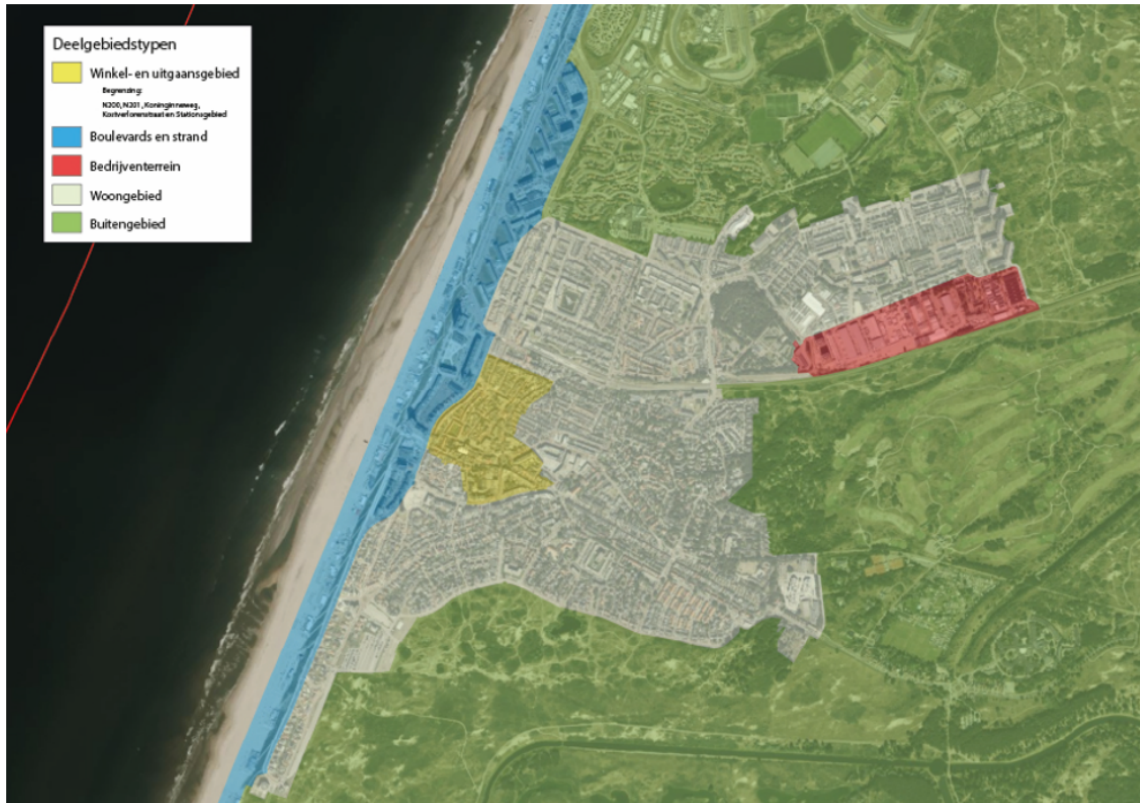 Deelgebiedstypen
Winkel- en uitgaansgebied
Begrenzing:
N200, N201, Koninginneweg,
Kostverlorenstraat en Stationsgebied
Boulevards en strand
Bedrijventerrein
Woongebied
Buitengebied